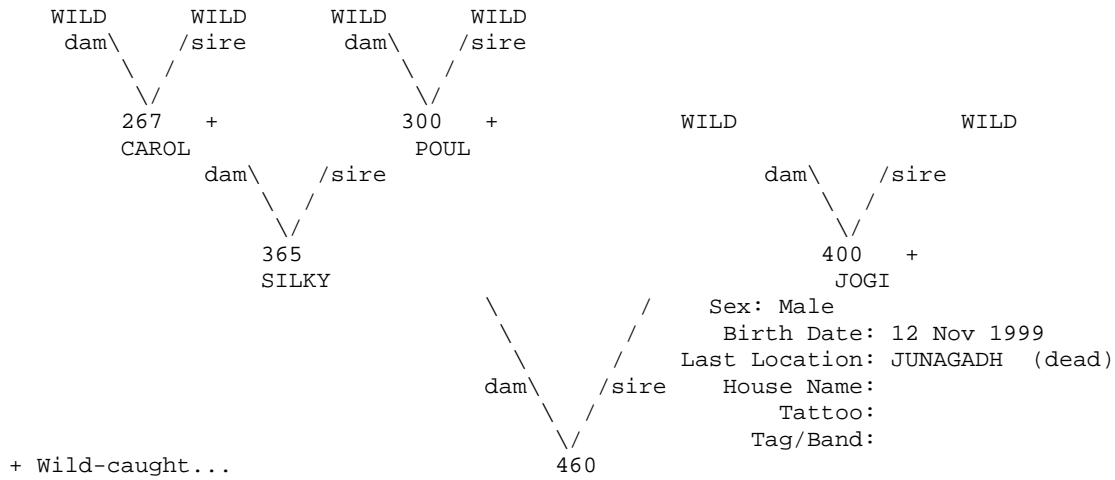 WILD WILD WILD WILD
dam\ /sire dam\ /sire
\ / \ /
\/ \/
267 + 300 + WILD WILD
CAROL POUL
dam\ /sire dam\ /sire
\ / \ /
\/ \/
365 400 +
SILKY JOGI
\ / Sex: Male
\ / Birth Date: 12 Nov 1999
\ / Last Location: JUNAGADH (dead)
dam\ /sire House Name:
\ / Tattoo:
\/ Tag/Band:
+ Wild-caught... 460